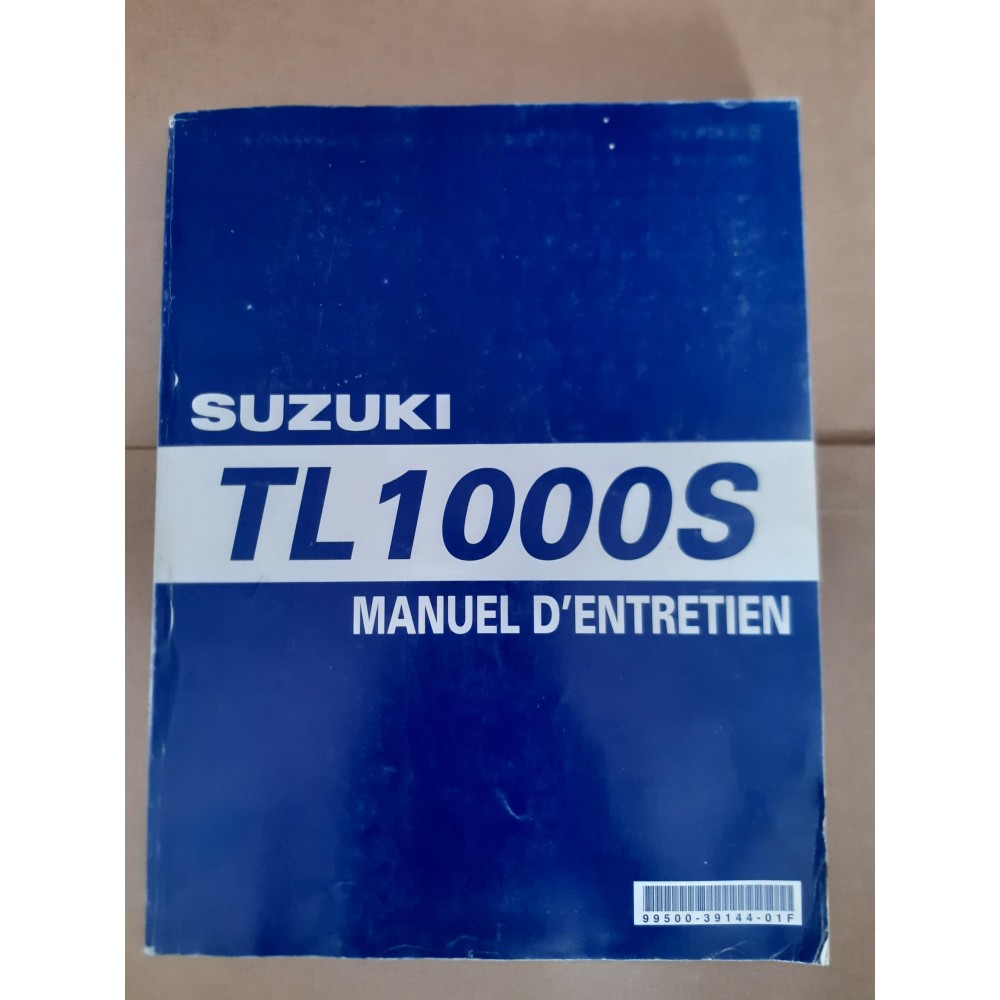 SUZUKI
TL1000S
MANUEL D'ENTRETIEN
99500-39144-01F